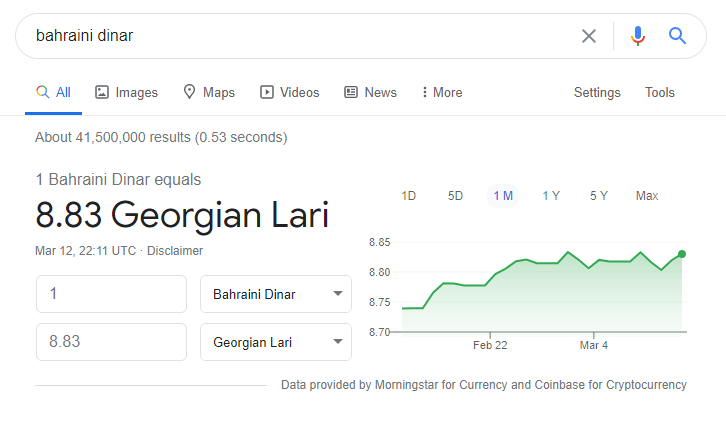 bahraini dinar
All Images Maps Videos News More Settings Tools
About 41,500,000 results (0.53 seconds)
1 Bahraini Dinar equals
8.83 Georgian Lari
Mar 12, 22:11 UTC · Disclaimer
1 Bahraini Dinar
8.83 Georgian Lari
1D 5D 1 M 1 Y 5 Y Max
8.85
8.80
8.75
8.70
Feb 22 Mar 4
Data provided by Morningstar for Currency and Coinbase for Cryptocurrency